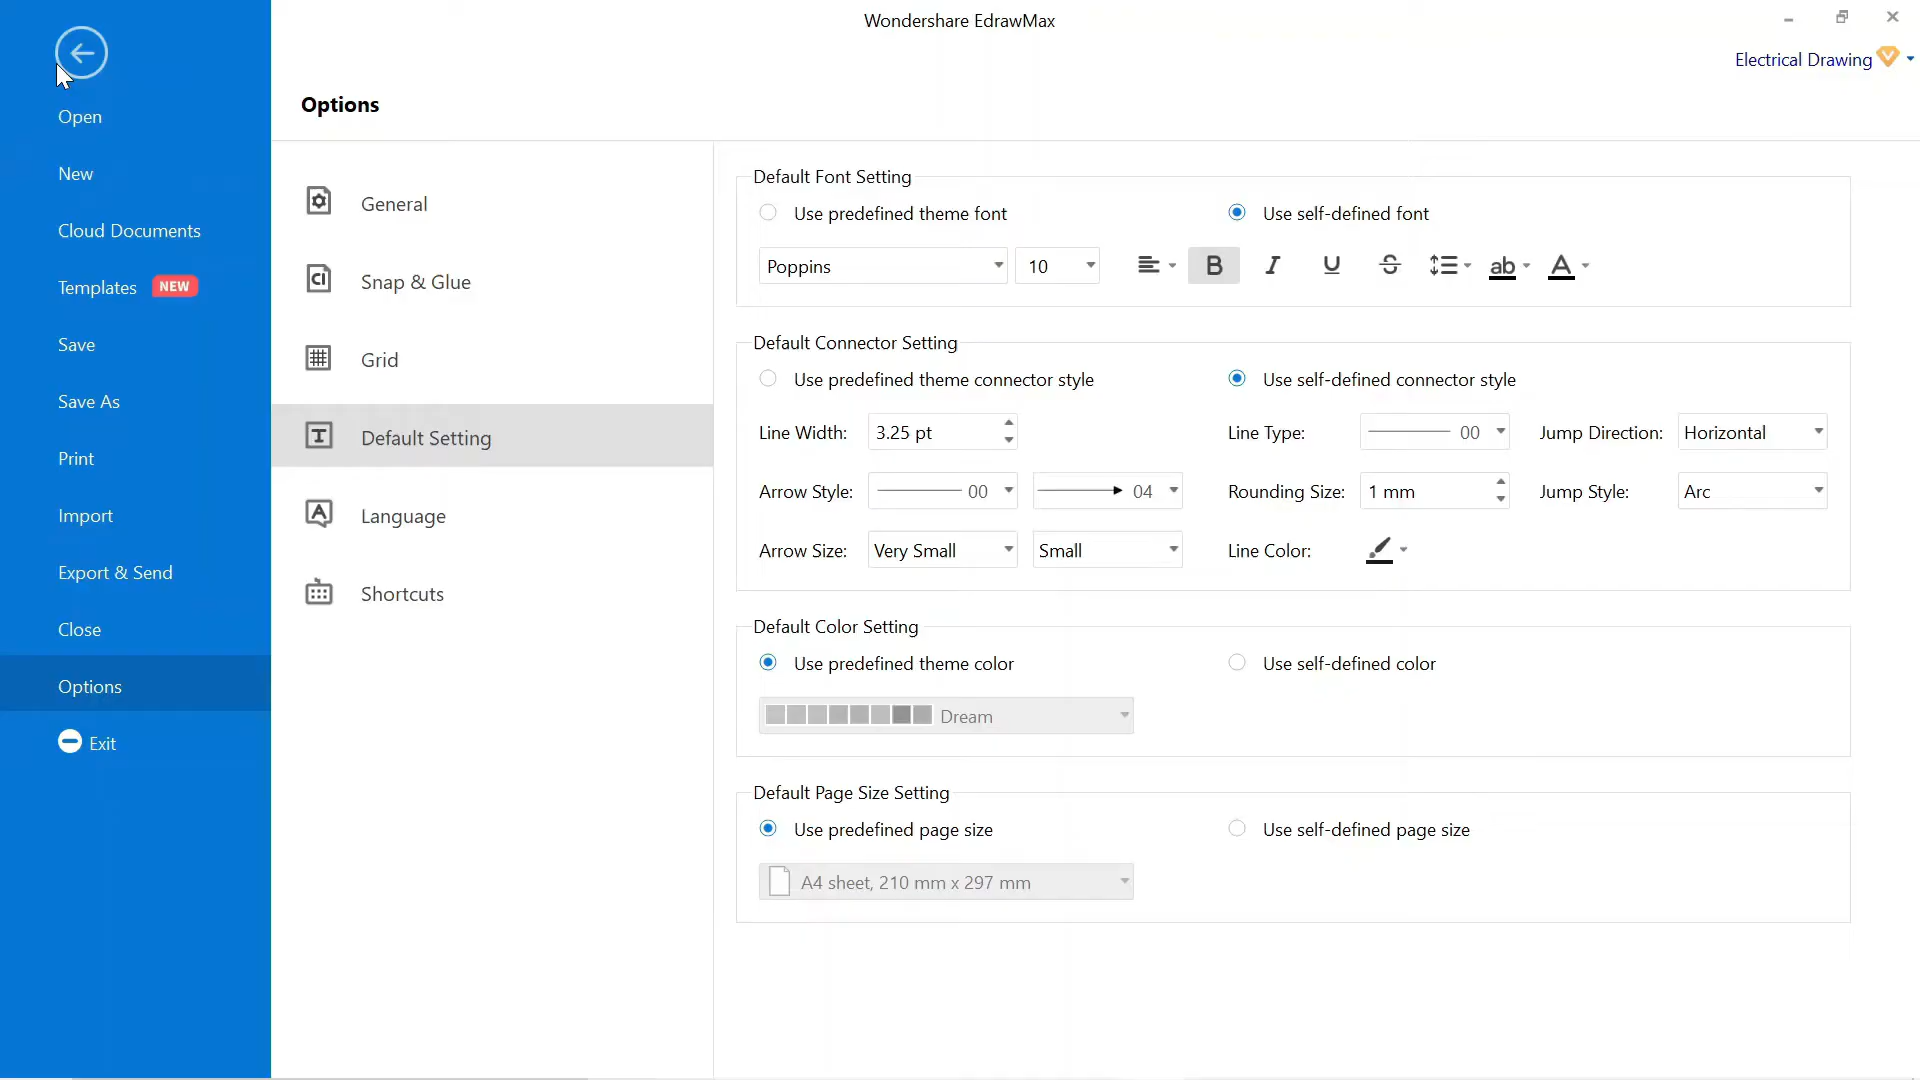 Wondershare EdrawMax
Electrical Drawing
Open
New
Cloud Documents
Templates NEW
Save
Save As
Print
Import
Export & Send
Close
Options
Exit
Options
General
Snap & Glue
Grid
Default Setting
Language
Shortcuts
Default Font Setting
Use predefined theme font Use self-defined font
Poppins 10 B I U S ab A
Default Connector Setting
Use predefined theme connector style Use self-defined connector style
Line Width: 3.25 pt Line Type: 00 Jump Direction: Horizontal
Arrow Style: 00 04 Rounding Size: 1 mm Jump Style: Arc
Arrow Size: Very Small Small Line Color:
Default Color Setting
Use predefined theme color Use self-defined color
Dream
Default Page Size Setting
Use predefined page size Use self-defined page size
A4 sheet, 210 mm x 297 mm